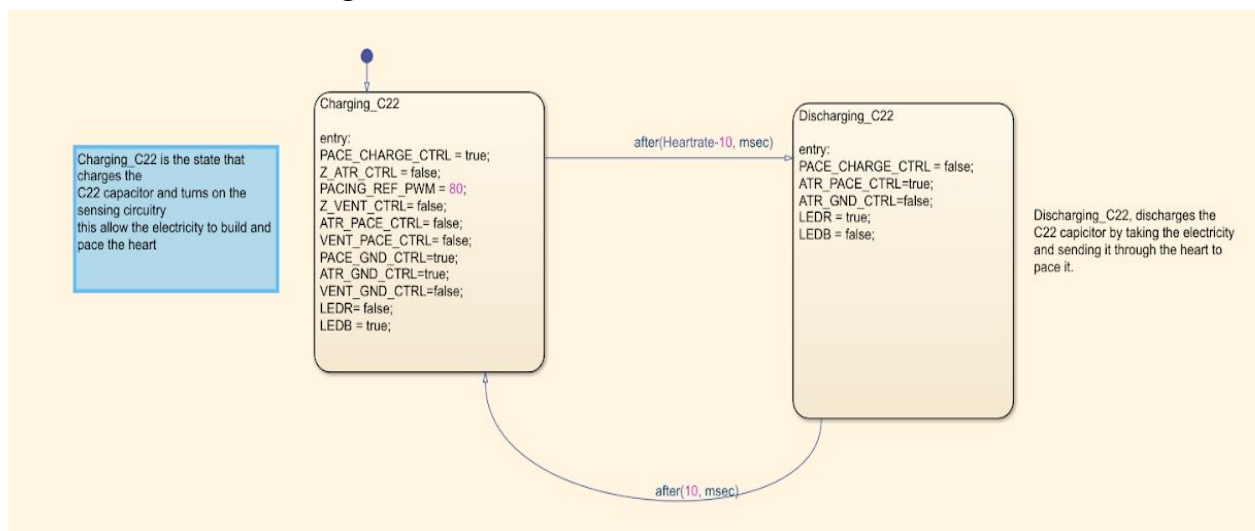 Charging_C22
entry:
PACE_CHARGE_CTRL = true;
Z_ATR_CTRL = false;
PACING_REF_PWM = 80;
Z_VENT_CTRL= false;
ATR_PACE_CTRL= false;
VENT_PACE_CTRL= false;
PACE_GND_CTRL=true;
ATR_GND_CTRL=true;
VENT_GND_CTRL=false;
LEDR= false;
LEDB = true;
Charging_C22 is the state that
charges the
C22 capacitor and turns on the
sensing circuitry
this allow the electricity to build and
pace the heart
after(Heartrate-10, msec)
Discharging_C22
entry:
PACE_CHARGE_CTRL = false;
ATR_PACE_CTRL=true;
ATR_GND_CTRL=false;
LEDR = true;
LEDB = false;
Discharging_C22, discharges the
C22 capicitor by taking the electricity
and sending it through the heart to
pace it.
after(10, msec)